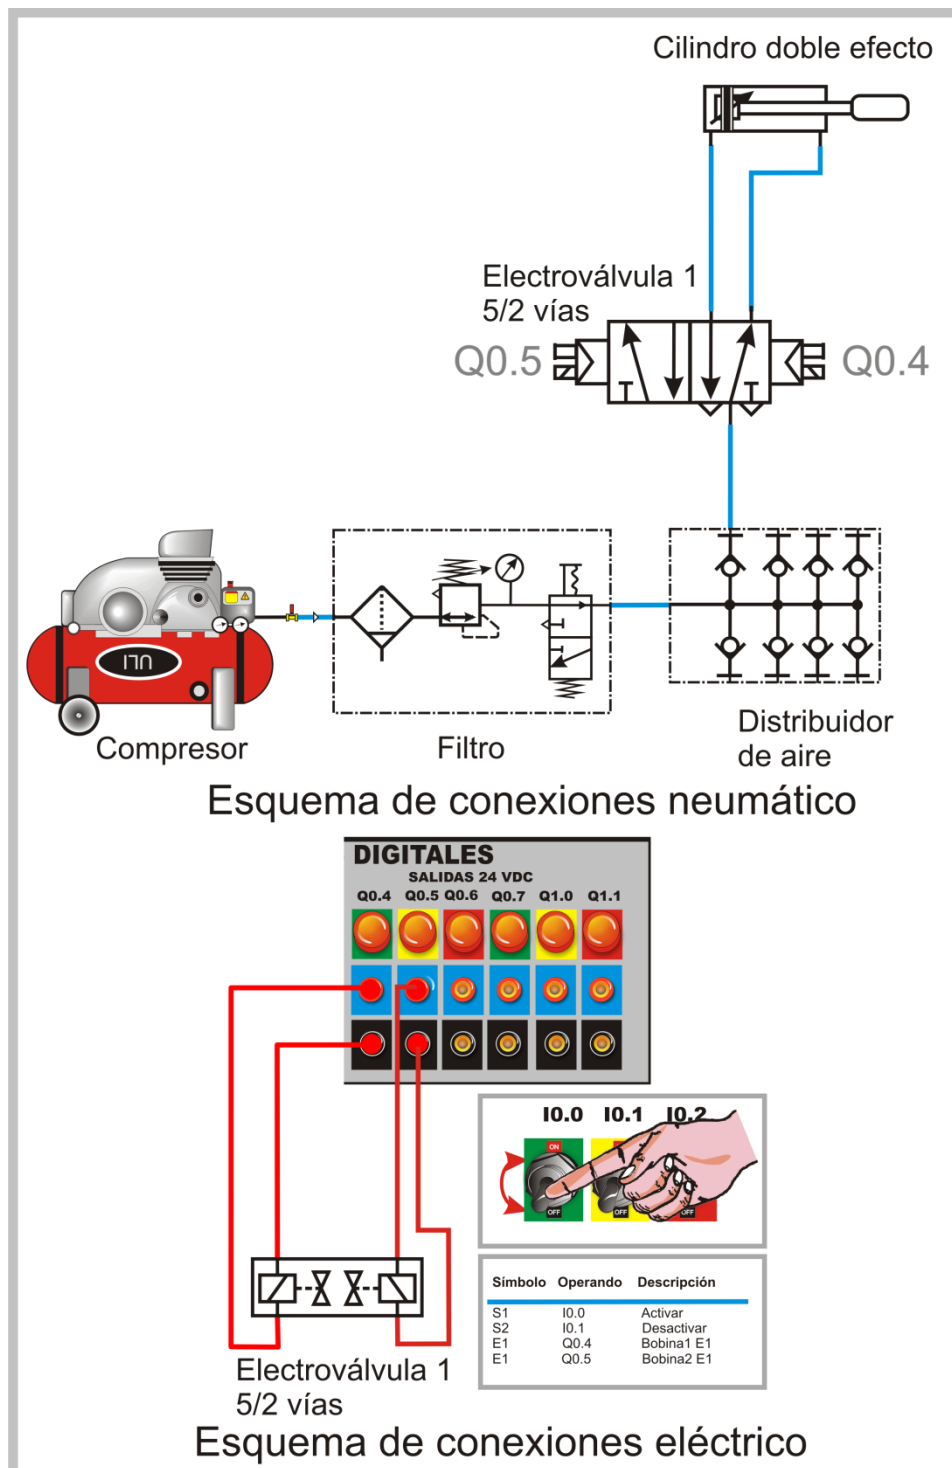 Cilindro doble efecto
Electroválvula 1
5/2 vías
Q0.5
Q0.4
ULI
Compresor
Filtro
Distribuidor
de aire
Esquema de conexiones neumático
DIGITALES
SALIDAS 24 VDC
Q0.4 Q0.5 Q0.6 Q0.7 Q1.0 Q1.1
I0.0 I0.1 I0.2
ON
OFF OFF OFF
Símbolo Operando Descripción
S1 I0.0 Activar
S2 I0.1 Desactivar
E1 Q0.4 Bobina1 E1
E1 Q0.5 Bobina2 E1
Electroválvula 1
5/2 vías
Esquema de conexiones eléctrico